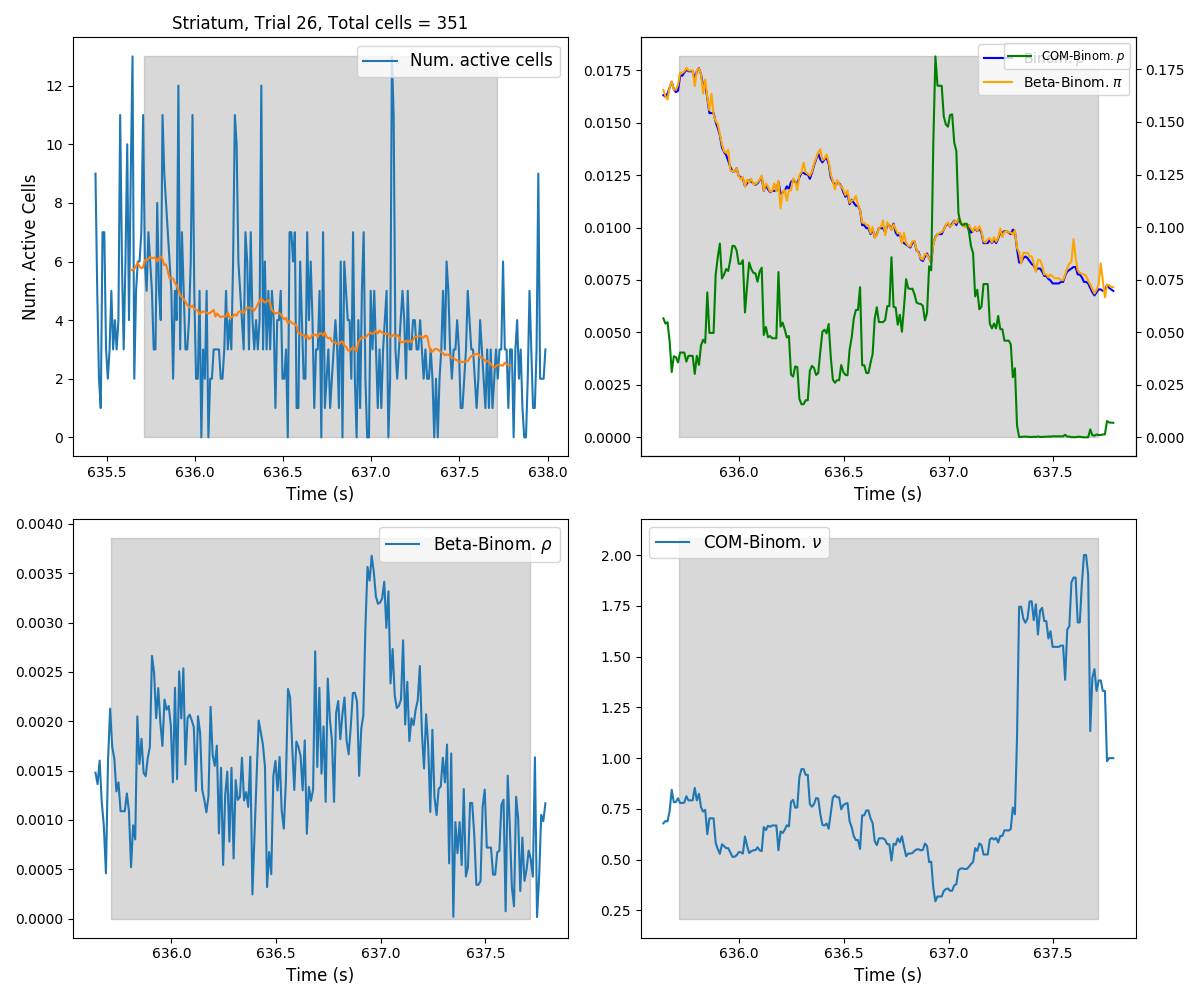 Striatum, Trial 26, Total cells = 351
Num. active cells
Num. Active Cells
12
10
8
6
4
2
0
635.5 636.0 636.5 637.0 637.5 638.0
Time (s)
COM-Binom. p
Beta-Binom. π
0.0175
0.0150
0.0125
0.0100
0.0075
0.0050
0.0025
0.0000
0.175
0.150
0.125
0.100
0.075
0.050
0.025
0.000
636.0 636.5 637.0 637.5
Time (s)
Beta-Binom. ρ
0.0040
0.0035
0.0030
0.0025
0.0020
0.0015
0.0010
0.0005
0.0000
636.0 636.5 637.0 637.5
Time (s)
COM-Binom. ν
2.00
1.75
1.50
1.25
1.00
0.75
0.50
0.25
636.0 636.5 637.0 637.5
Time (s)